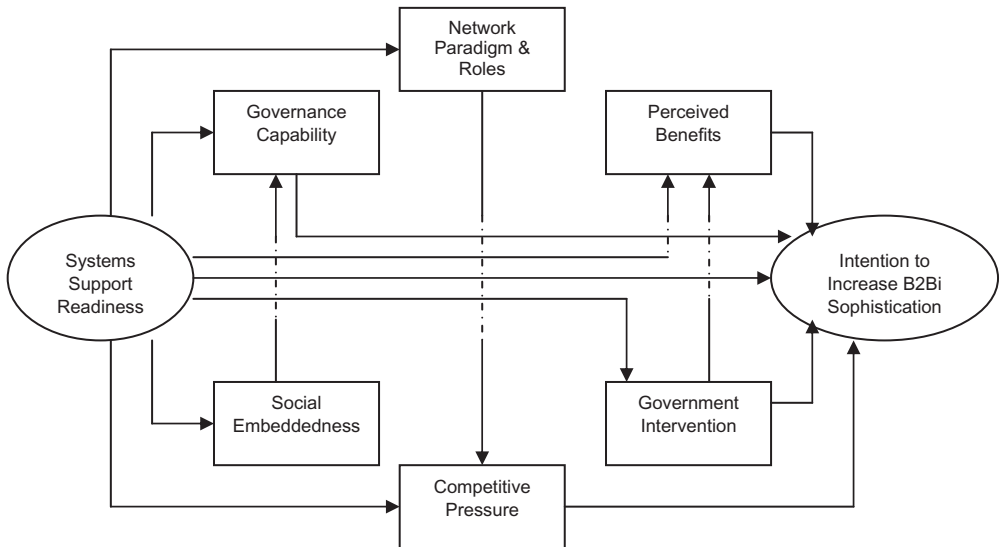 Network
Paradigm &
Roles
Governance
Capability
Perceived
Benefits
Systems
Support
Readiness
Intention to
Increase B2Bi
Sophistication
Social
Embeddedness
Government
Intervention
Competitive
Pressure